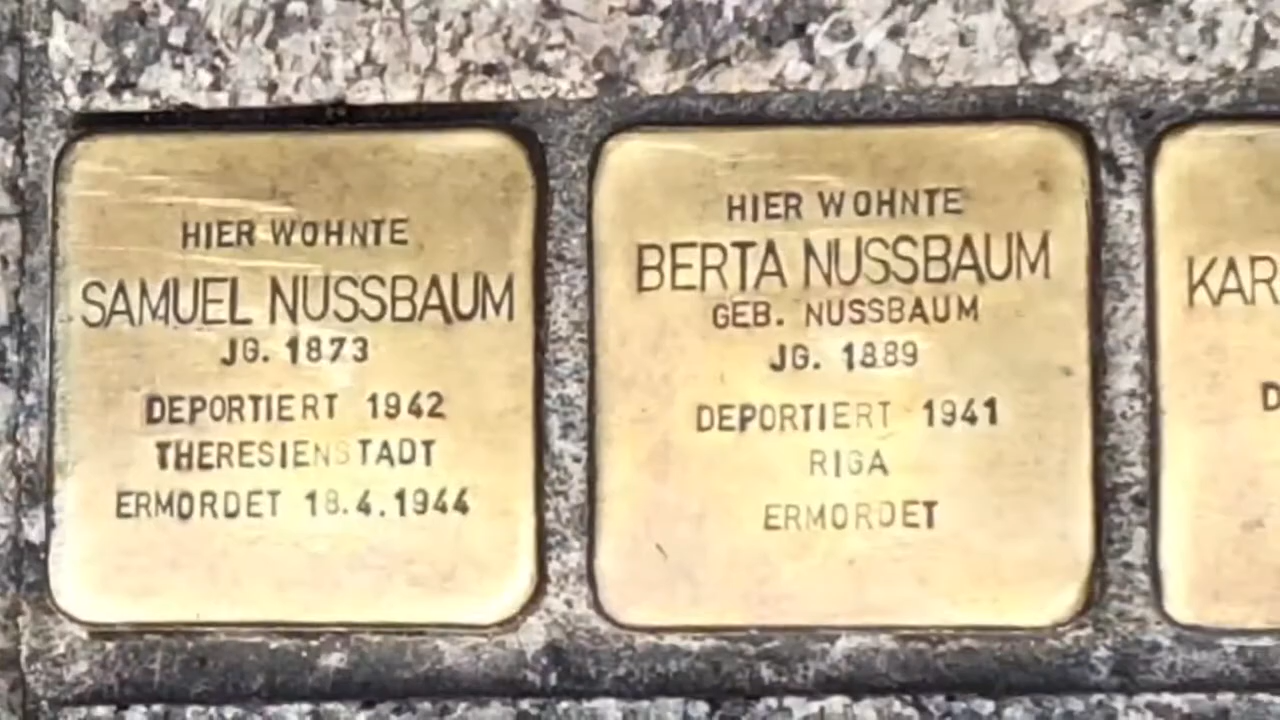 HIER WOHNTE
SAMUEL NUSSBAUM
JG. 1873
DEPORTIERT 1942
THERESIENSTADT
ERMORDET 18.4.1944
HIER WOHNTE
BERTA NUSSBAUM
GEB. NUSSBAUM
JG. 1889
DEPORTIERT 1941
RIGA
ERMORDET
KAR
D